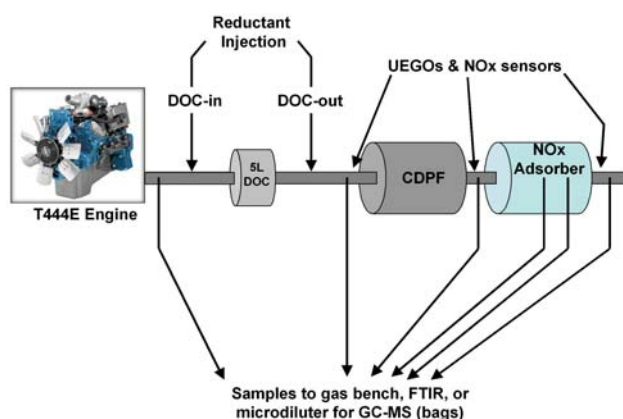 Reductant
Injection
UEGOs & NOx sensors
DOC-in
DOC-out
5L
DOC
CDPF
NOx
Adsorber
T444E Engine
Samples to gas bench, FTIR, or
microdiluter for GC-MS (bags)